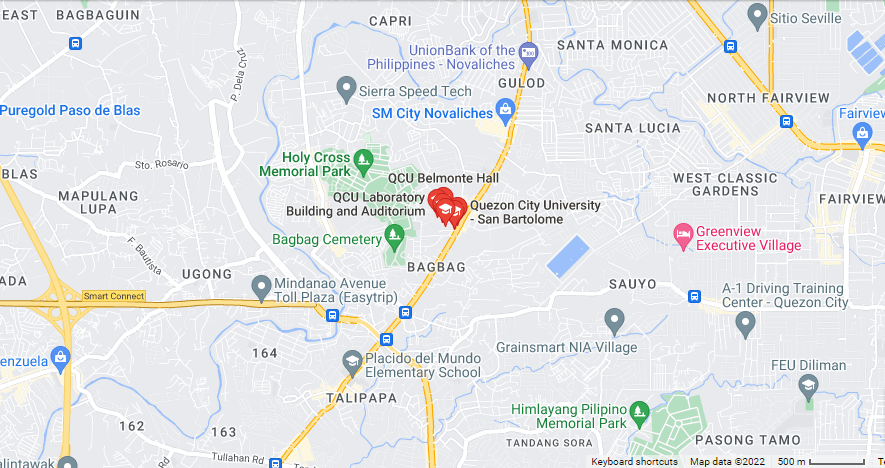 EAST
BAGBAGUIN
CAPRI
Sitio Seville
UnionBank of the
Philippines - Novaliches
SANTA MONICA
GULOD
P. Dela Cruz
Sierra Speed Tech
NORTH FAIRVIEW
Puregold Paso de Blas
SM City Novaliches
Fairview
SANTA LUCIA
Holy Cross
Memorial Park
Sto. Rosario
BLAS
QCU Belmonte Hall
WEST CLASSIC
GARDENS
MAPULANG
LUPA
QCU Laboratory
Building and Auditorium
Quezon City University
- San Bartolome
FAIRVIEW
Greenview
Executive Village
Bagbag Cemetery
F. Bautista
BAGBAG
UGONG
ADA
Mindanao Avenue
Toll Plaza (Easytrip)
SAUYO
A-1 Driving Training
Center - Quezon City
Smart Connect
Grainsmart NIA Village
164
enzuela
Placido del Mundo
Elementary School
FEU Diliman
TALIPAPA
Himlayang Pilipino
Memorial Park
162
163
TANDANG SORA
PASONG TAMO
Tullahan Rd
alintawak
Keyboard shortcuts
Map data ©2022
500 m
Te